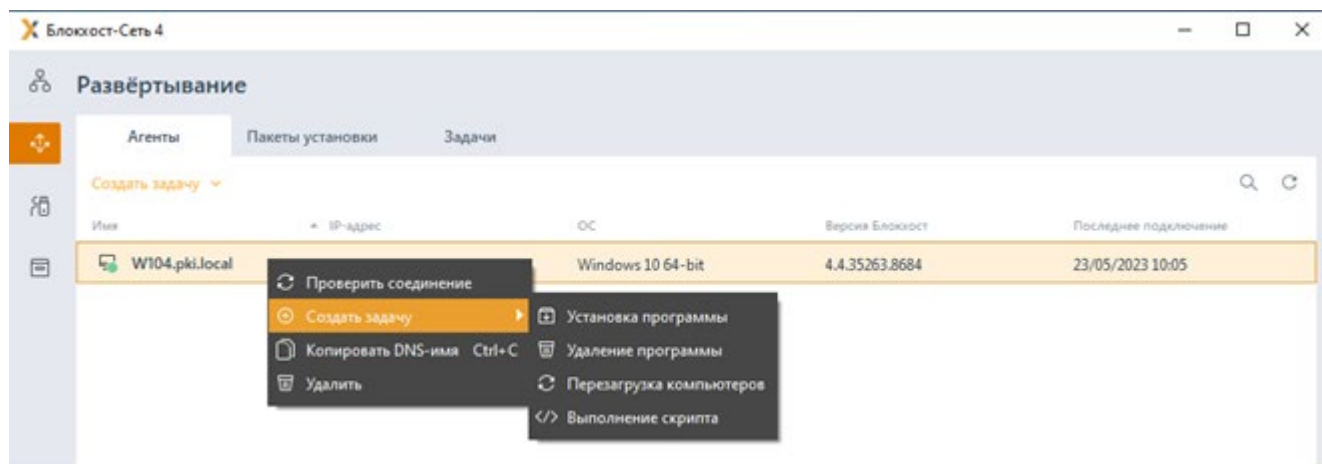 Блокхост-Сеть 4
Развёртывание
Агенты Пакеты установки Задачи
Создать задачу
Имя IP-адрес ОС Версия Блокхост Последнее подключение
W104.pki.local Windows 10 64-bit 4.4.35263.8684 23/05/2023 10:05
Проверить соединение
Создать задачу
Копировать DNS-имя Ctrl+C
Удалить
Установка программы
Удаление программы
Перезагрузка компьютеров
Выполнение скрипта